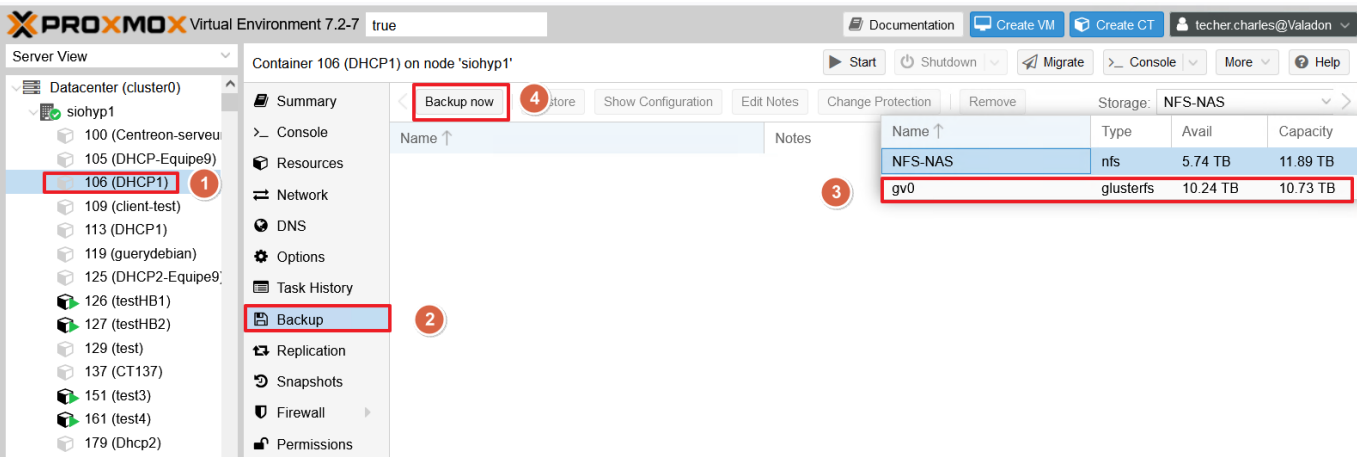 PROXMOX Virtual Environment 7.2-7 true Documentation Create VM Create CT techer.charles@Valadon
Server View
Container 106 (DHCP1) on node 'siohyp1' Start Shutdown Migrate Console More Help
Datacenter (cluster0)
siohyp1
100 (Centreon-serveu
105 (DHCP-Equipe9)
106 (DHCP1) 1
109 (client-test)
113 (DHCP1)
119 (guerydebian)
125 (DHCP2-Equipe9)
126 (testHB1)
127 (testHB2)
129 (test)
137 (CT137)
151 (test3)
161 (test4)
179 (Dhcp2)
Summary
Console
Resources
Network
DNS
Options
Task History
Backup 2
Replication
Snapshots
Firewall
Permissions
Backup now 4 store Show Configuration Edit Notes Change Protection Remove Storage: NFS-NAS
Name Notes
Name Type Avail Capacity
NFS-NAS nfs 5.74 TB 11.89 TB
3 gv0 glusterfs 10.24 TB 10.73 TB